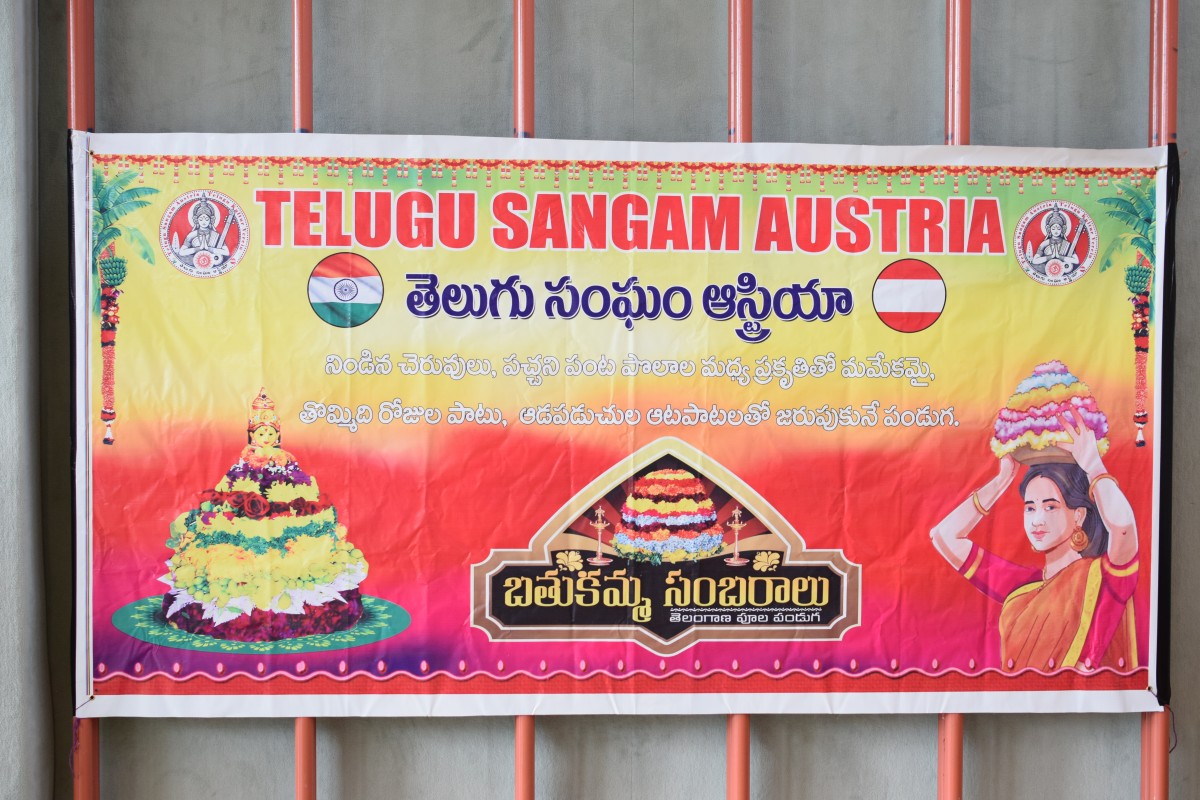 TELUGU SANGAM AUSTRIA
తెలుగు సంఘం ఆస్ట్రియా
నిండిన చెరువులు, పచ్చని పంట పొలాల మధ్య ప్రకృతితో మమేకమై,
తొమ్మిది రోజుల పాటు, ఆడపడుచుల ఆటపాటలతో జరుపుకునే పండుగ.
బతుకమ్మ సంబరాలు
తెలంగాణ పూల పండుగ